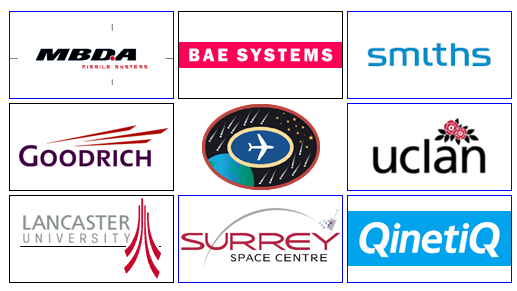 MBDA
MISSILE SYSTEMS
BAE SYSTEMS
smiths
GOODRICH
uclan
LANCASTER
UNIVERSITY
SURREY
SPACE CENTRE
QinetiQ